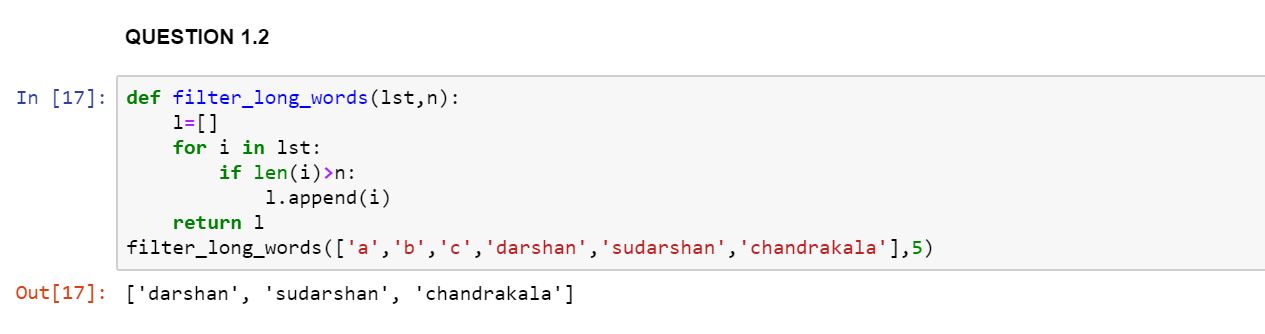 QUESTION 1.2
In [17]: def filter_long_words(lst,n):
    l=[]
    for i in lst:
        if len(i)>n:
            l.append(i)
    return l
filter_long_words(['a','b','c','darshan','sudarshan','chandrakala'],5)
Out[17]: ['darshan', 'sudarshan', 'chandrakala']